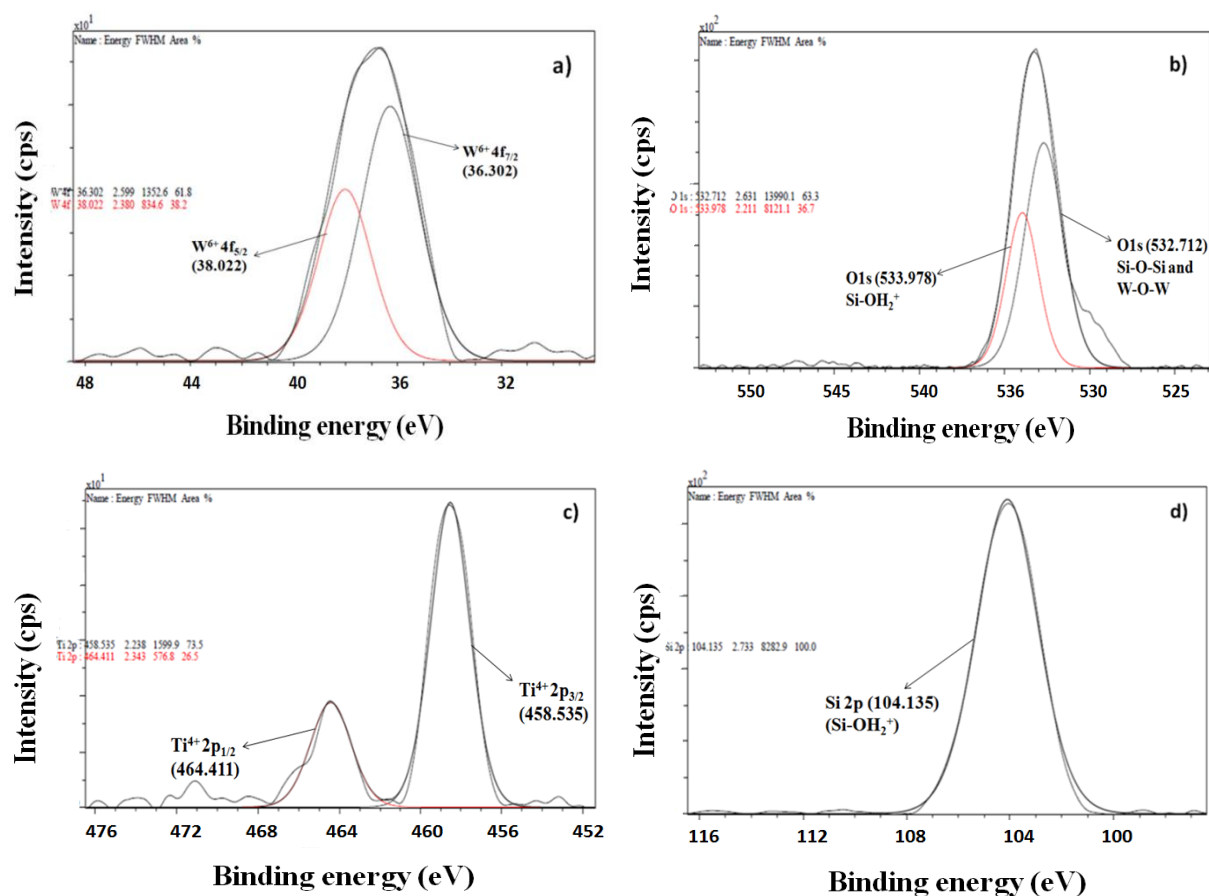 x10¹
Name : Energy FWHM Area %
a)
W⁶⁺ 4f₇/₂
(36.302)
W 4f : 36.302 2.599 1352.6 61.8
W 4f : 38.022 2.380 834.6 38.2
W⁶⁺ 4f₅/₂
(38.022)
Intensity (cps)
48 44 40 36 32
Binding energy (eV)
x10²
Name : Energy FWHM Area %
b)
O 1s : 532.712 2.631 13990.1 63.3
O 1s : 533.978 2.211 8121.1 36.7
O1s (533.978)
Si-OH₂⁺
O1s (532.712)
Si-O-Si and
W-O-W
Intensity (cps)
550 545 540 535 530 525
Binding energy (eV)
x10¹
Name : Energy FWHM Area %
c)
Ti 2p : 458.535 2.238 1599.9 73.5
Ti 2p : 464.411 2.343 576.8 26.5
Ti⁴⁺ 2p₃/₂
(458.535)
Ti⁴⁺ 2p₁/₂
(464.411)
Intensity (cps)
476 472 468 464 460 456 452
Binding energy (eV)
x10²
Name : Energy FWHM Area %
d)
Si 2p : 104.135 2.733 8282.9 100.0
Si 2p (104.135)
(Si-OH₂⁺)
Intensity (cps)
116 112 108 104 100
Binding energy (eV)